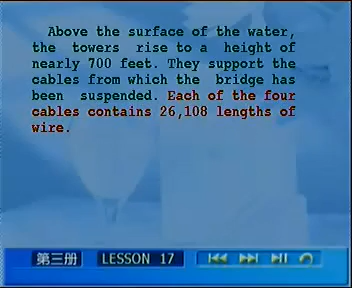 Above the surface of the water,
the towers rise to a height of
nearly 700 feet. They support the
cables from which the bridge has
been suspended. Each of the four
cables contains 26,108 lengths of
wire.
第三册 LESSON 17